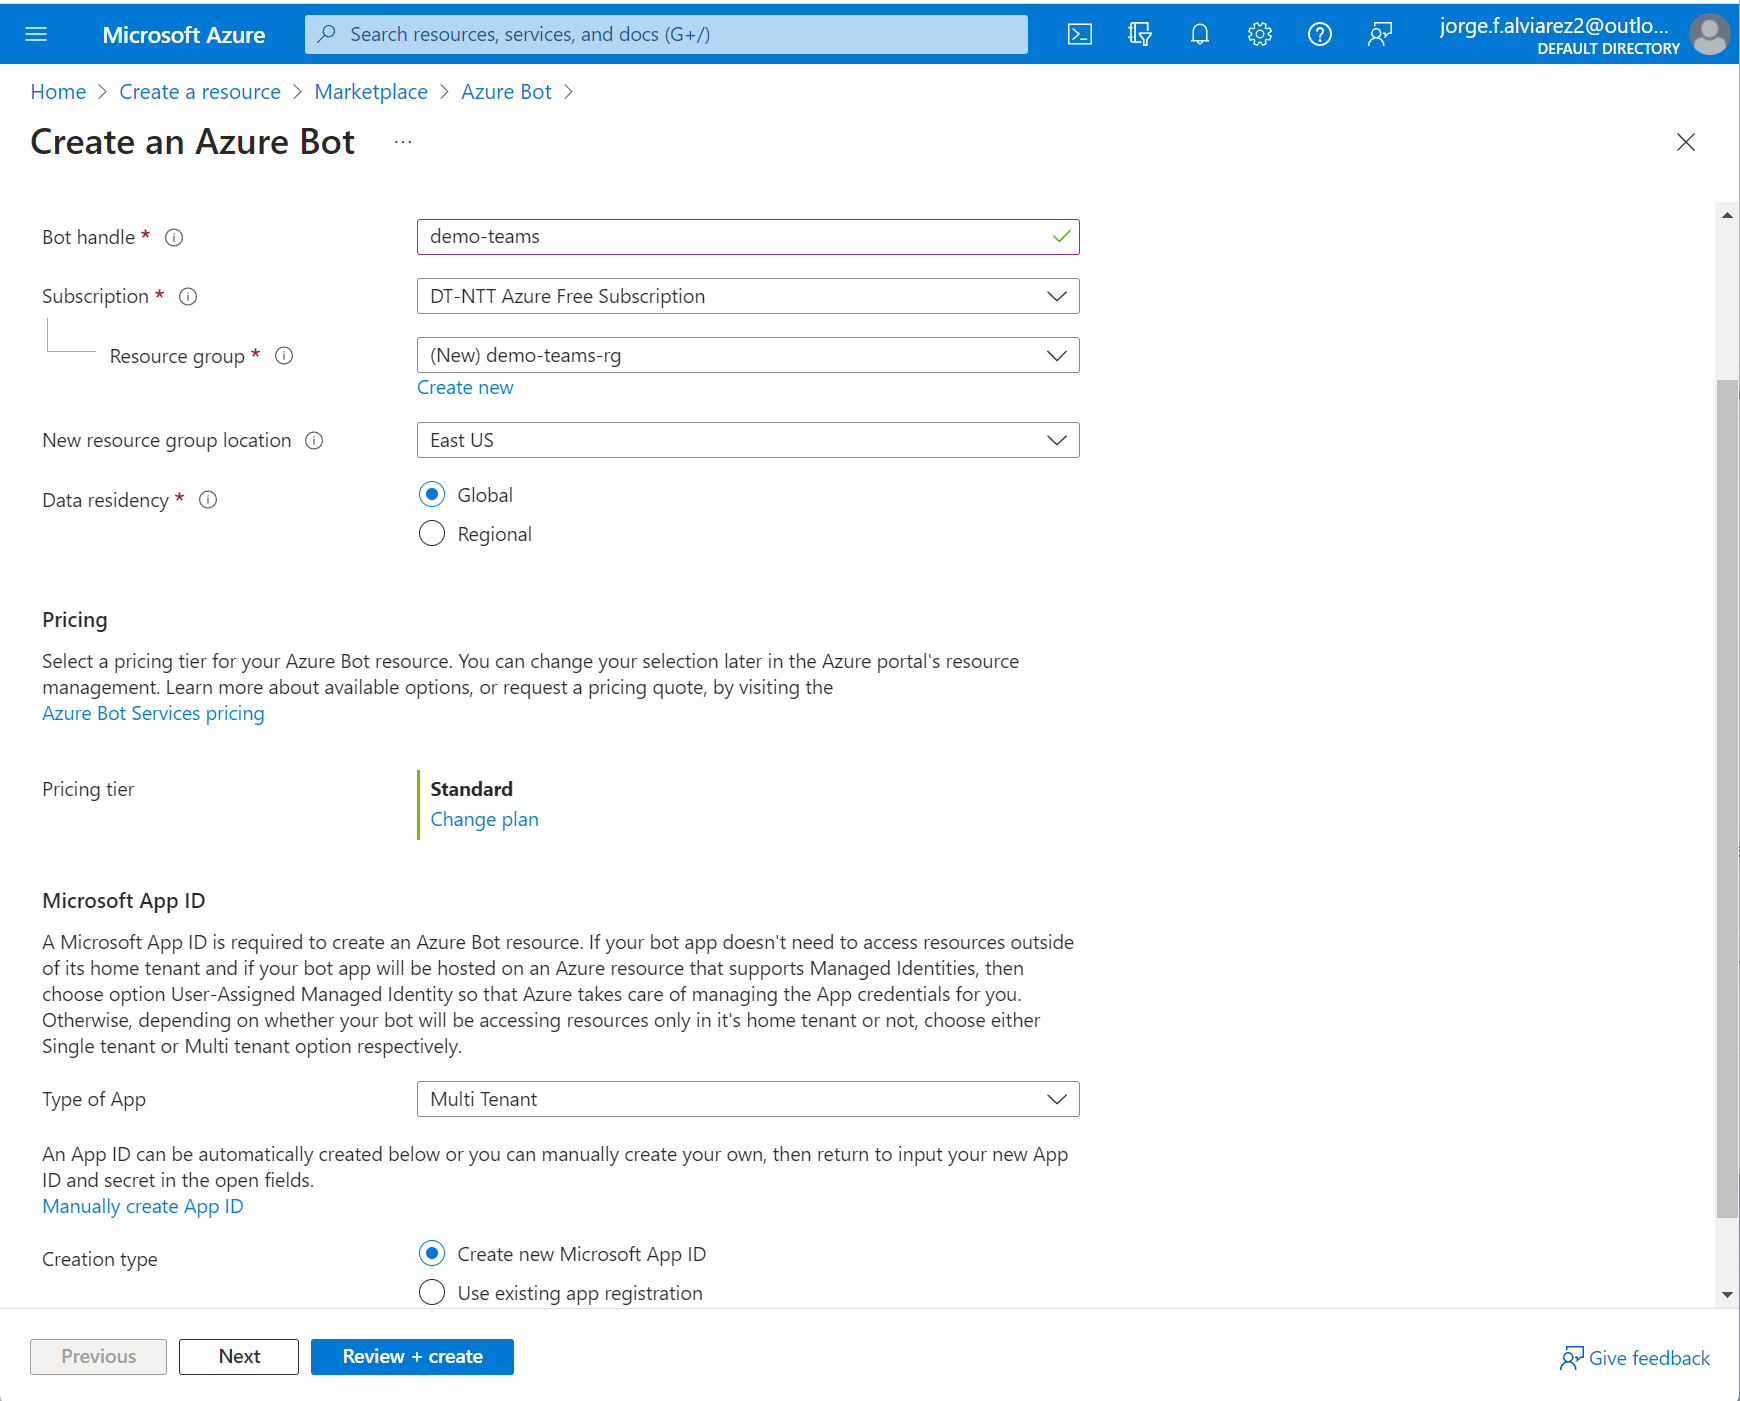 Microsoft Azure
Search resources, services, and docs (G+/)
jorge.f.alviarez2@outlo...
DEFAULT DIRECTORY
Home > Create a resource > Marketplace > Azure Bot >
Create an Azure Bot ...
Bot handle *
demo-teams
Subscription *
DT-NTT Azure Free Subscription
Resource group *
(New) demo-teams-rg
Create new
New resource group location
East US
Data residency *
Global
Regional
Pricing
Select a pricing tier for your Azure Bot resource. You can change your selection later in the Azure portal's resource
management. Learn more about available options, or request a pricing quote, by visiting the
Azure Bot Services pricing
Pricing tier
Standard
Change plan
Microsoft App ID
A Microsoft App ID is required to create an Azure Bot resource. If your bot app doesn't need to access resources outside
of its home tenant and if your bot app will be hosted on an Azure resource that supports Managed Identities, then
choose option User-Assigned Managed Identity so that Azure takes care of managing the App credentials for you.
Otherwise, depending on whether your bot will be accessing resources only in it's home tenant or not, choose either
Single tenant or Multi tenant option respectively.
Type of App
Multi Tenant
An App ID can be automatically created below or you can manually create your own, then return to input your new App
ID and secret in the open fields.
Manually create App ID
Creation type
Create new Microsoft App ID
Use existing app registration
Previous
Next
Review + create
Give feedback